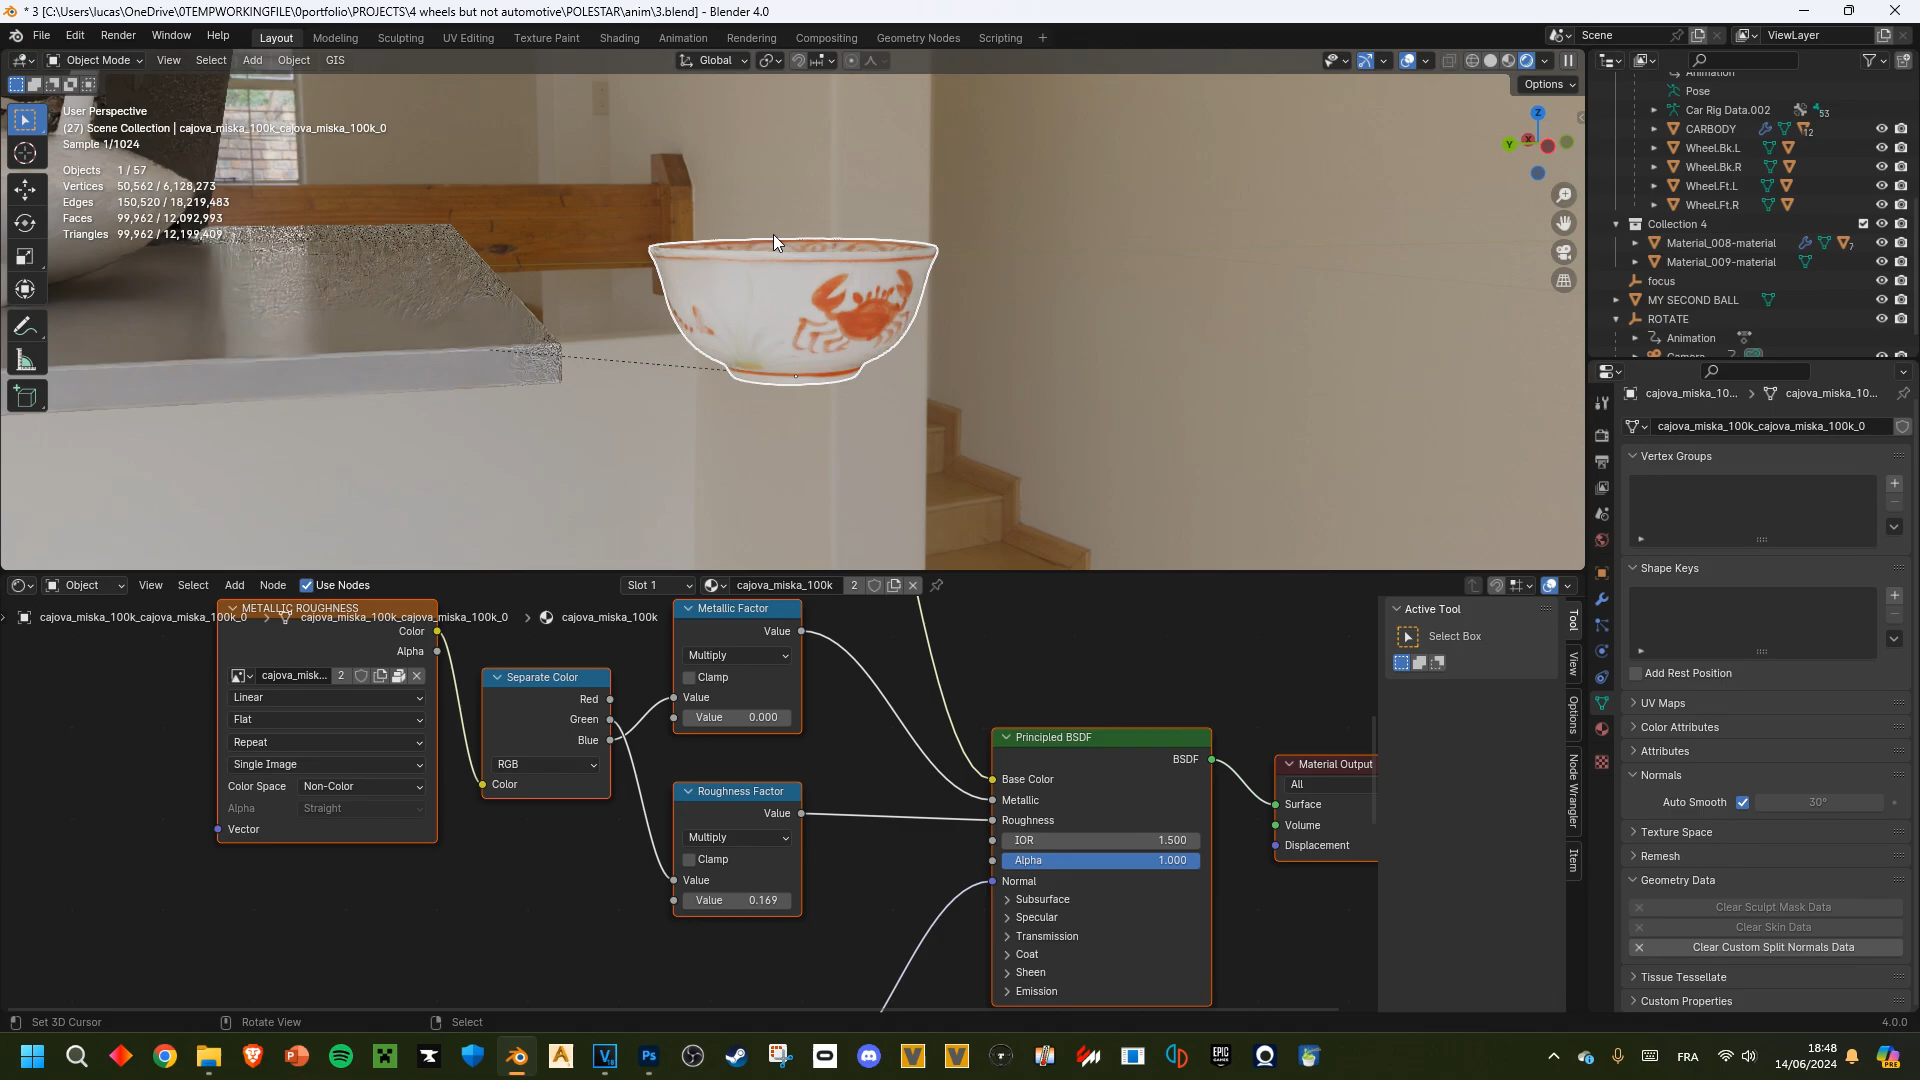 * 3 [C:\Users\lucas\OneDrive\0TEMPWORKINGFILE\0portfolio\PROJECTS\4 wheels but not automotive\POLESTAR\anim\3.blend] - Blender 4.0
File Edit Render Window Help Layout Modeling Sculpting UV Editing Texture Paint Shading Animation Rendering Compositing Geometry Nodes Scripting + Scene ViewLayer
Object Mode View Select Add Object GIS Global
Options
User Perspective
(27) Scene Collection | cajova_miska_100k_cajova_miska_100k_0
Sample 1/1024
Objects 1 / 57
Vertices 50,562 / 6,128,273
Edges 150,520 / 18,219,483
Faces 99,962 / 12,092,993
Triangles 99,962 / 12,199,409
Z
X
Y
Animation
Pose
Car Rig Data.002 53
CARBODY 12
Wheel.Bk.L
Wheel.Bk.R
Wheel.Ft.L
Wheel.Ft.R
Collection 4
Material_008-material 7
Material_009-material
focus
MY SECOND BALL
ROTATE
Animation
Camera
cajova_miska_10... cajova_miska_10...
cajova_miska_100k_cajova_miska_100k_0
Vertex Groups
Shape Keys
Add Rest Position
UV Maps
Color Attributes
Attributes
Normals
Auto Smooth 30°
Texture Space
Remesh
Geometry Data
Clear Sculpt Mask Data
Clear Skin Data
Clear Custom Split Normals Data
Tissue Tessellate
Custom Properties
Object View Select Add Node Use Nodes Slot 1 cajova_miska_100k 2
cajova_miska_100k_cajova_miska_100k_0 cajova_miska_100k_cajova_miska_100k_0 cajova_miska_100k
METALLIC ROUGHNESS
Color
Alpha
cajova_misk... 2
Linear
Flat
Repeat
Single Image
Color Space Non-Color
Alpha Straight
Vector
Separate Color
Red
Green
Blue
RGB
Color
Metallic Factor
Value
Multiply
Clamp
Value
Value 0.000
Roughness Factor
Value
Multiply
Clamp
Value
Value 0.169
Principled BSDF
BSDF
Base Color
Metallic
Roughness
IOR 1.500
Alpha 1.000
Normal
Subsurface
Specular
Transmission
Coat
Sheen
Emission
Material Output
All
Surface
Volume
Displacement
Active Tool
Select Box
Tool
View
Options
Node Wrangler
Item
Set 3D Cursor Rotate View Select 4.0.0
FRA 18:48
14/06/2024